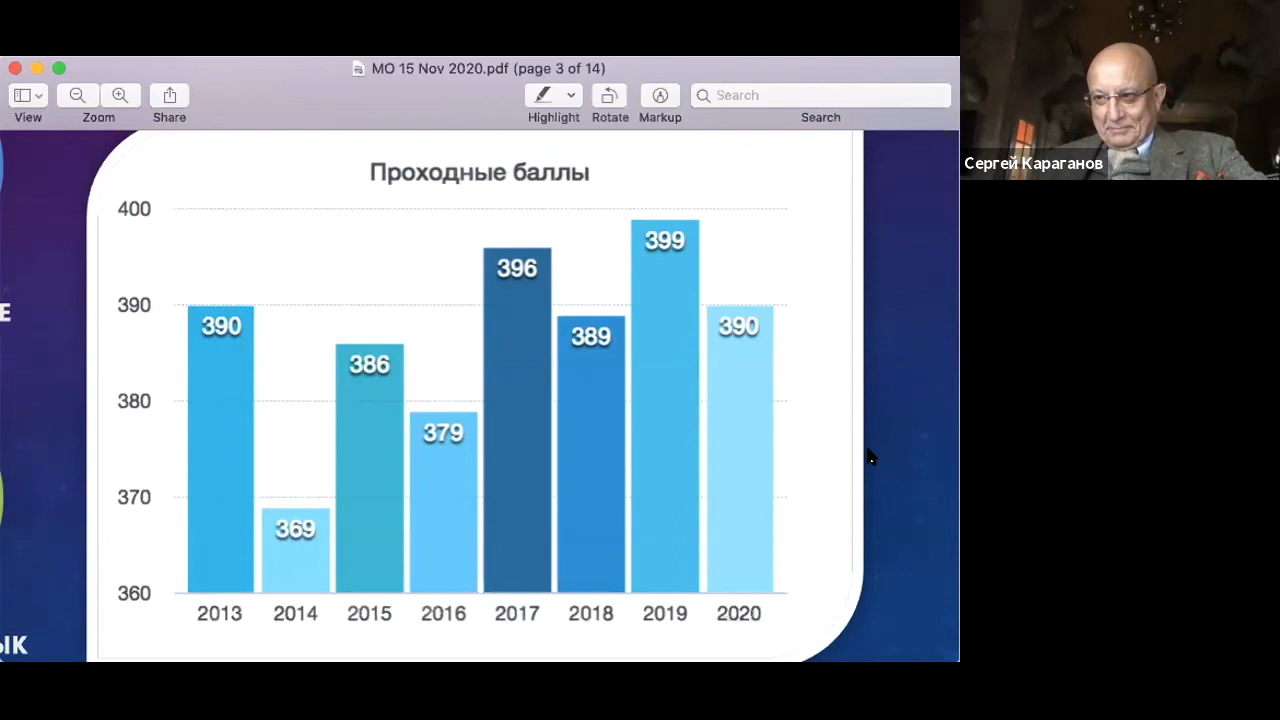 MO 15 Nov 2020.pdf (page 3 of 14)
Search
View
Zoom
Share
Highlight
Rotate
Markup
Search
Сергей Караганов
Проходные баллы
400
390
380
370
360
390
369
386
379
396
389
399
390
2013
2014
2015
2016
2017
2018
2019
2020
Е
ЫК